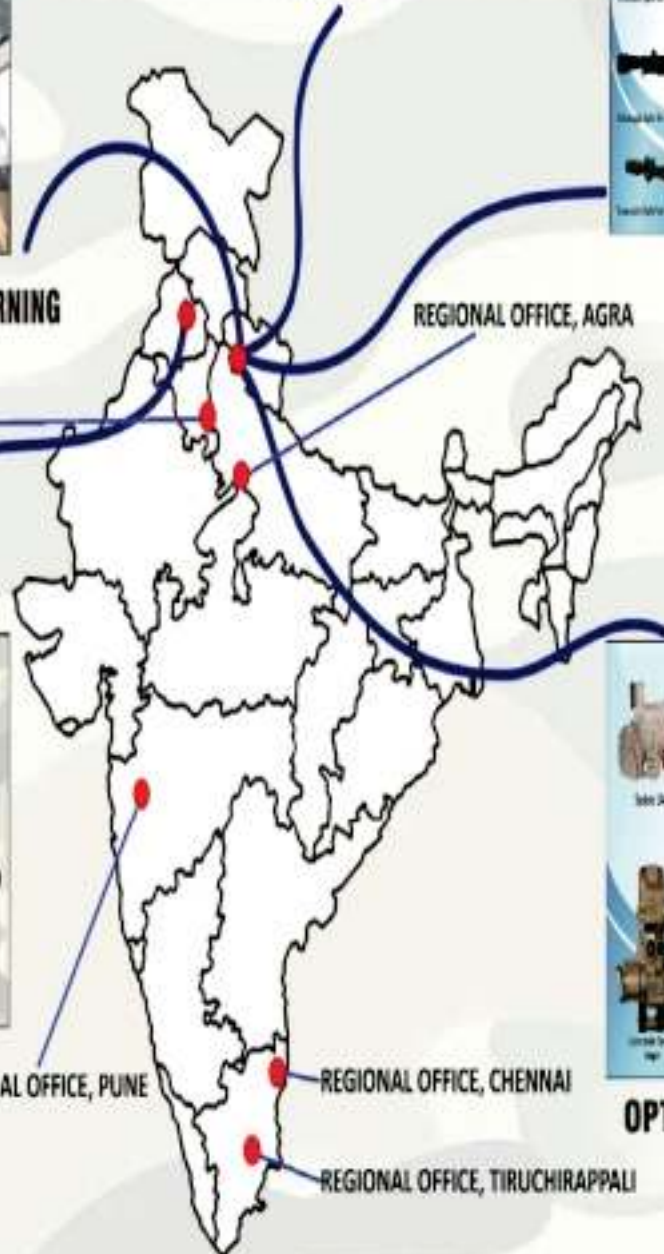 RNING
REGIONAL OFFICE, AGRA
AL OFFICE, PUNE
REGIONAL OFFICE, CHENNAI
OPT
REGIONAL OFFICE, TIRUCHIRAPPALI